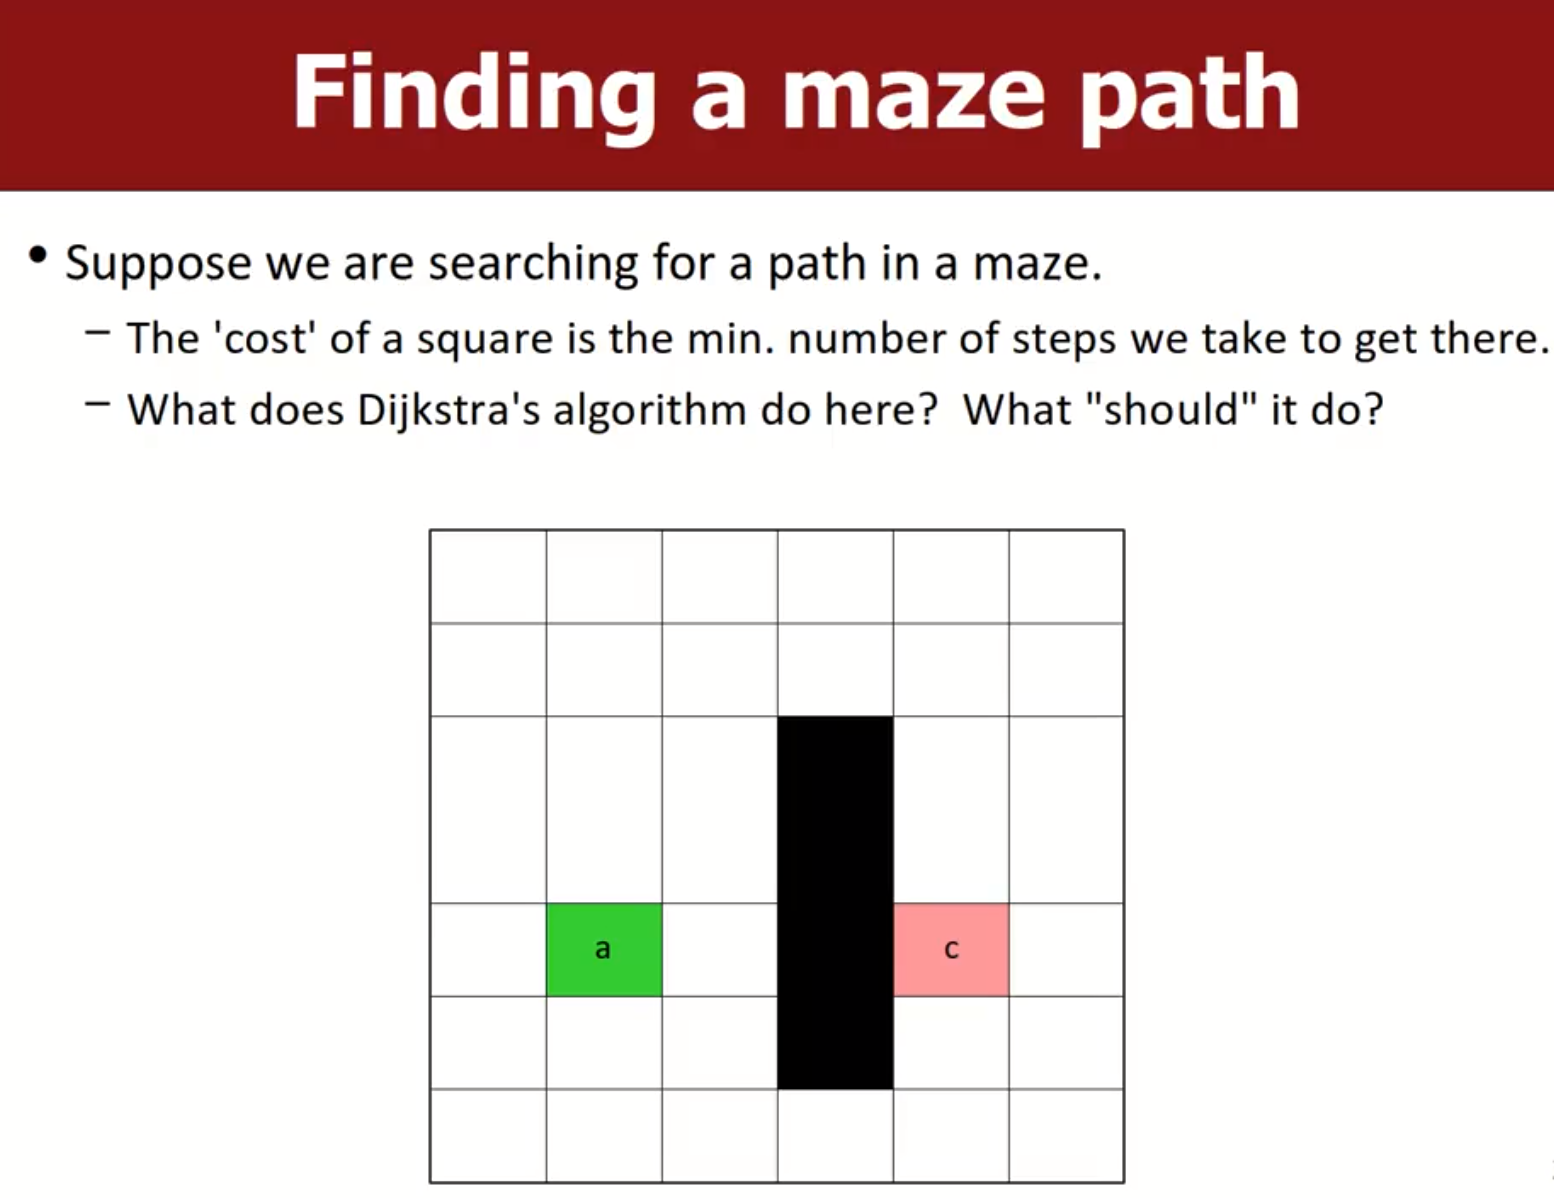 Finding a maze path
• Suppose we are searching for a path in a maze.
– The 'cost' of a square is the min. number of steps we take to get there.
– What does Dijkstra's algorithm do here?  What "should" it do?
a
c